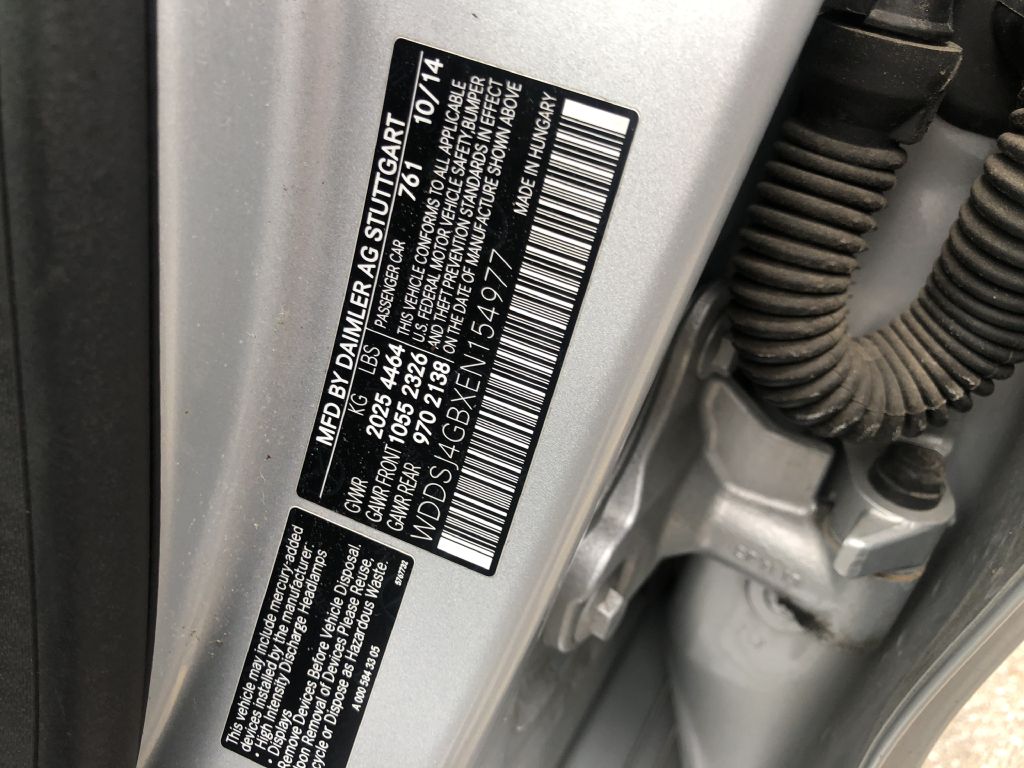 MFD BY DAIMLER AG STUTTGART
761 10/14
KG LBS PASSENGER CAR
GVWR 2025 4464
GAWR FRONT 1055 2326
GAWR REAR 970 2138
THIS VEHICLE CONFORMS TO ALL APPLICABLE
U.S. FEDERAL MOTOR VEHICLE SAFETY,BUMPER
AND THEFT PREVENTION STANDARDS IN EFFECT
ON THE DATE OF MANUFACTURE SHOWN ABOVE
WDDSJ4GBXEN154977 MADE IN HUNGARY
This vehicle may include mercury-added
devices installed by the manufacturer:
• High Intensity Discharge Headlamps
• Displays
Remove Devices Before Vehicle Disposal.
Upon Removal of Devices Please Reuse,
cycle or Dispose as Hazardous Waste.
A 000 584 33 05 5767792